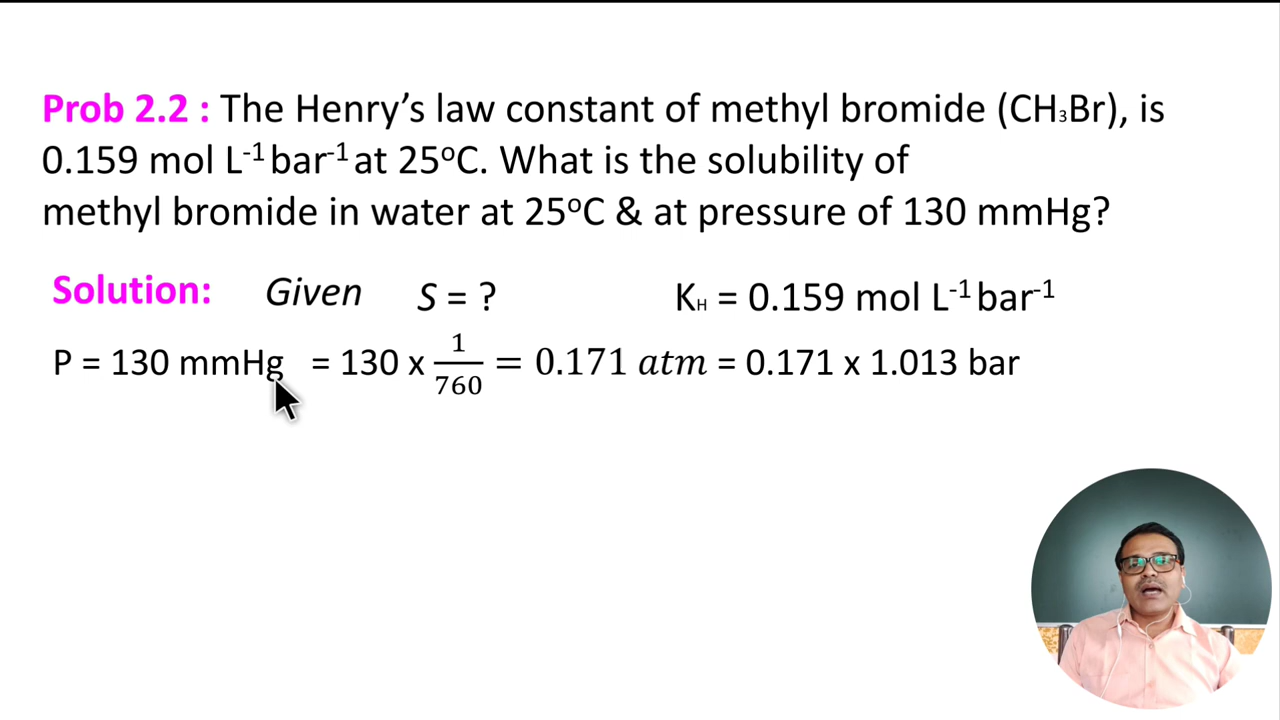 Prob 2.2 : The Henry’s law constant of methyl bromide (CH₃Br), is
0.159 mol L⁻¹ bar⁻¹ at 25ᵒC. What is the solubility of
methyl bromide in water at 25ᵒC & at pressure of 130 mmHg?
Solution: Given S = ? K_H = 0.159 mol L⁻¹ bar⁻¹
P = 130 mmHg = 130 x 1/760 = 0.171 atm = 0.171 x 1.013 bar